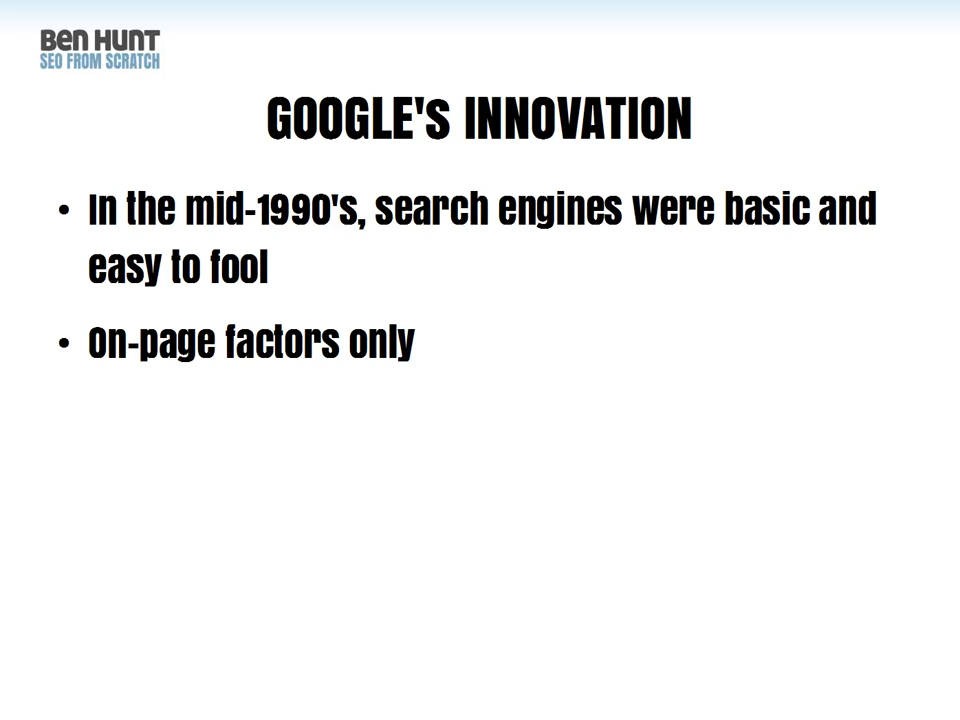 Ben Hunt
SEO FROM SCRATCH
GOOGLE's INNOVATION
• In the mid-1990's, search engines were basic and
easy to fool
• On-page factors only